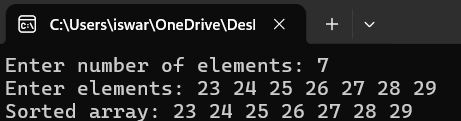 C:\Users\iswar\OneDrive\Desl
Enter number of elements: 7
Enter elements: 23 24 25 26 27 28 29
Sorted array: 23 24 25 26 27 28 29